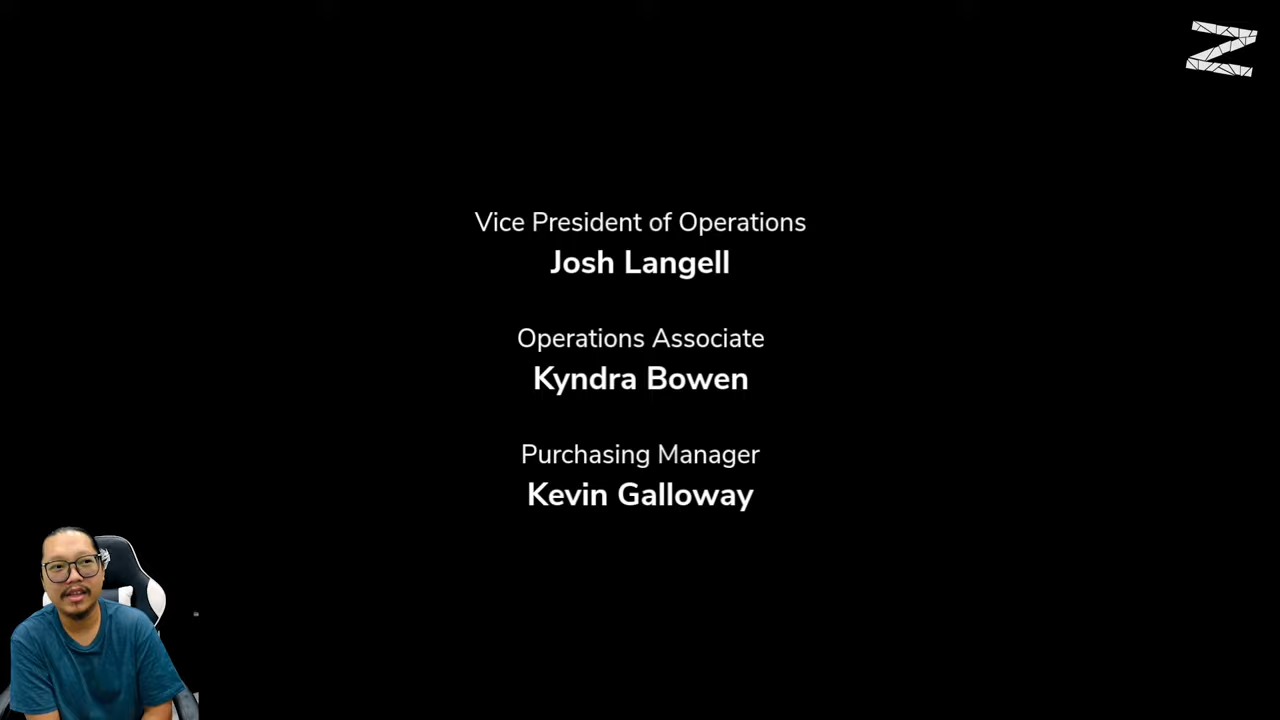 Vice President of Operations
Josh Langell
Operations Associate
Kyndra Bowen
Purchasing Manager
Kevin Galloway